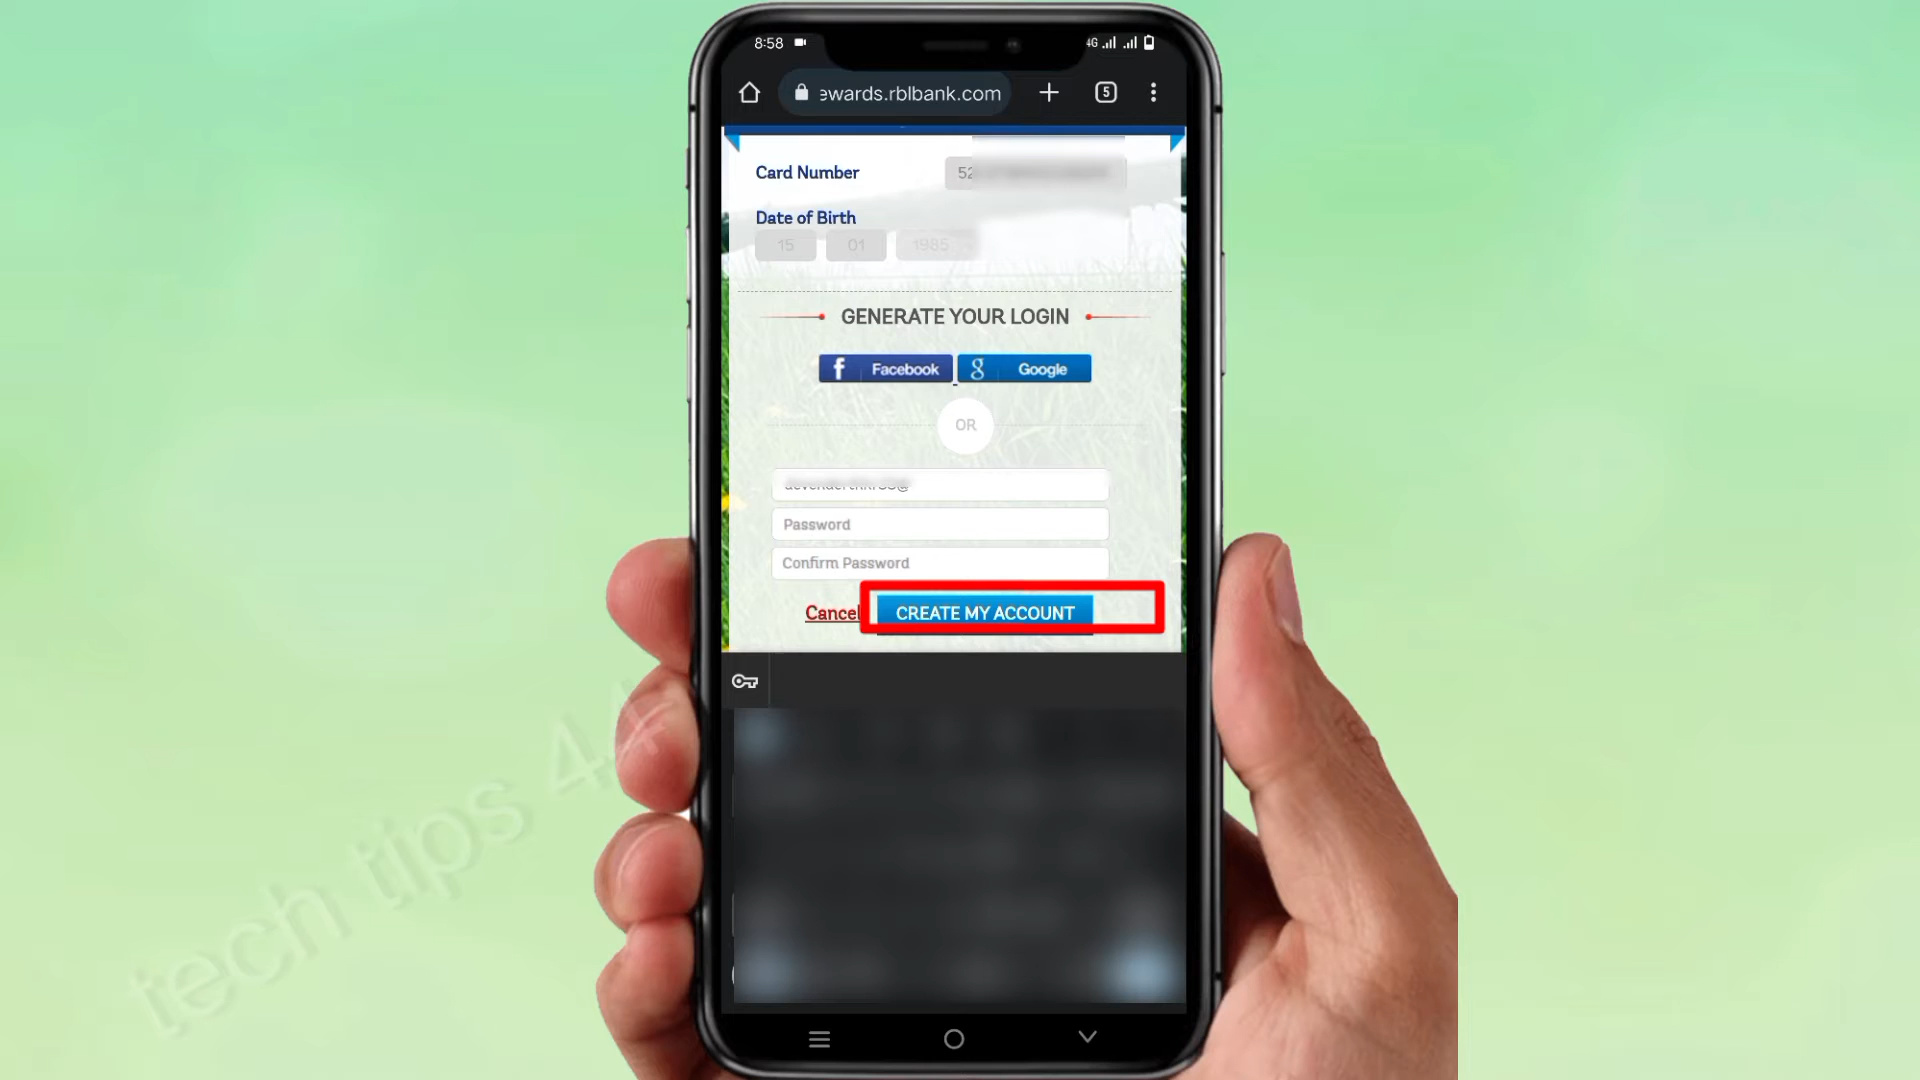 8:58 4G
ewards.rblbank.com 5
Card Number 52
Date of Birth
15 01 1985
GENERATE YOUR LOGIN
f Facebook g Google
OR
Password
Confirm Password
Cancel CREATE MY ACCOUNT
tech tips 4